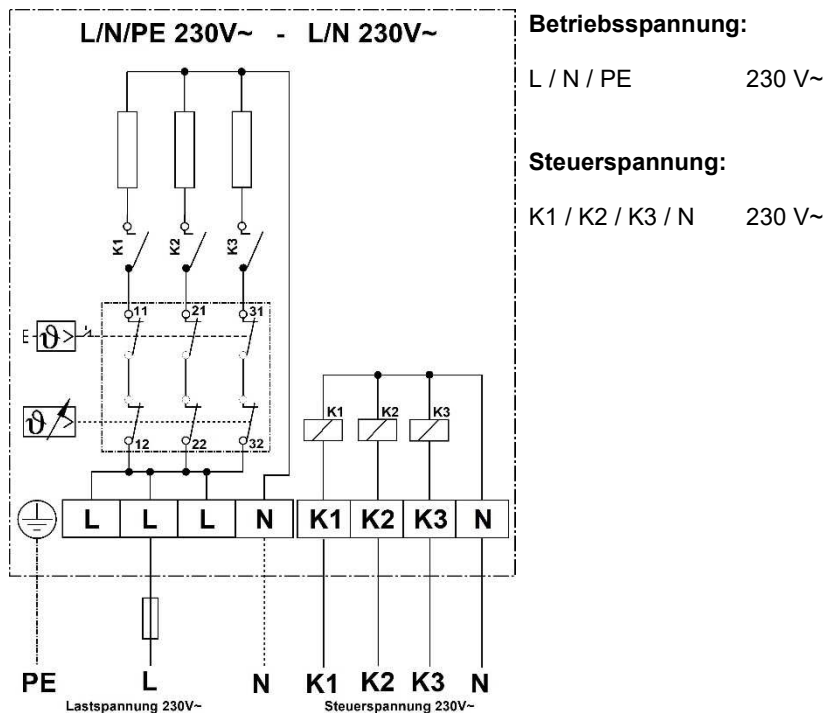 L/N/PE 230V~ - L/N 230V~
K1 K2 K3
11 21 31
E ϑ >
ϑ >
12 22 32
K1 K2 K3
L L L N K1 K2 K3 N
PE L N K1 K2 K3 N
Lastspannung 230V~ Steuerspannung 230V~
Betriebsspannung:
L / N / PE 230 V~
Steuerspannung:
K1 / K2 / K3 / N 230 V~